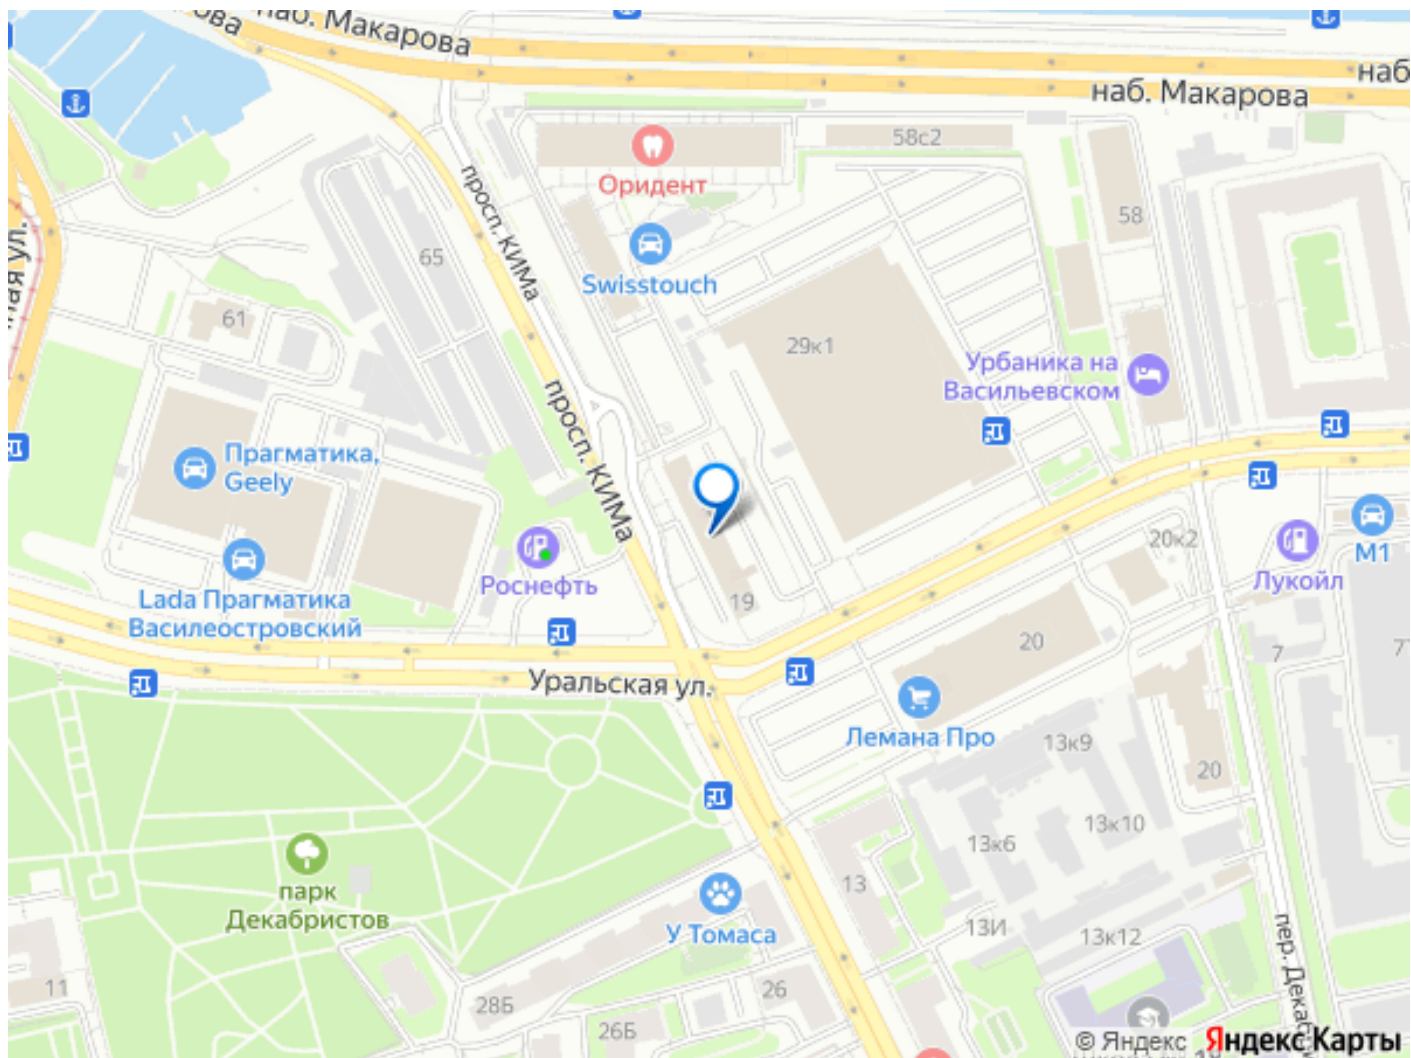 наб. Макарова
наб. Макарова
58с2
Оридент
просп. КИМа
58
65
Swisstouch
61
29к1
Урбаника на
Васильевском
просп. КИМа
Прагматика,
Geely
20к2
М1
Роснефть
Лукойл
Lada Прагматика
Василеостровский
19
20
7
Уральская ул.
Лемана Про
13к9
20
13к10
13к6
парк
Декабристов
13
У Томаса
13И
13к12
11
28Б
26
26Б
© Яндекс Яндекс Карты